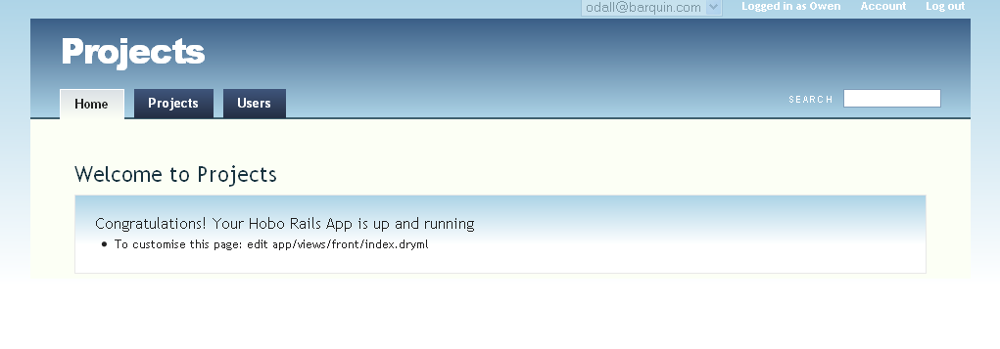 odall@barquin.com Logged in as Owen Account Log out
Projects
Home Projects Users SEARCH
Welcome to Projects
Congratulations! Your Hobo Rails App is up and running
• To customise this page: edit app/views/front/index.dryml